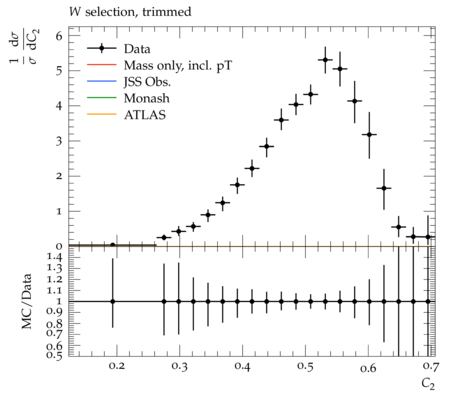 W selection, trimmed
1/σ dσ/dC₂
6
5
4
3
2
1
0
Data
Mass only, incl. pT
JSS Obs.
Monash
ATLAS
MC/Data
1.4
1.3
1.2
1.1
1
0.9
0.8
0.7
0.6
0.5
0.2 0.3 0.4 0.5 0.6 0.7
C₂